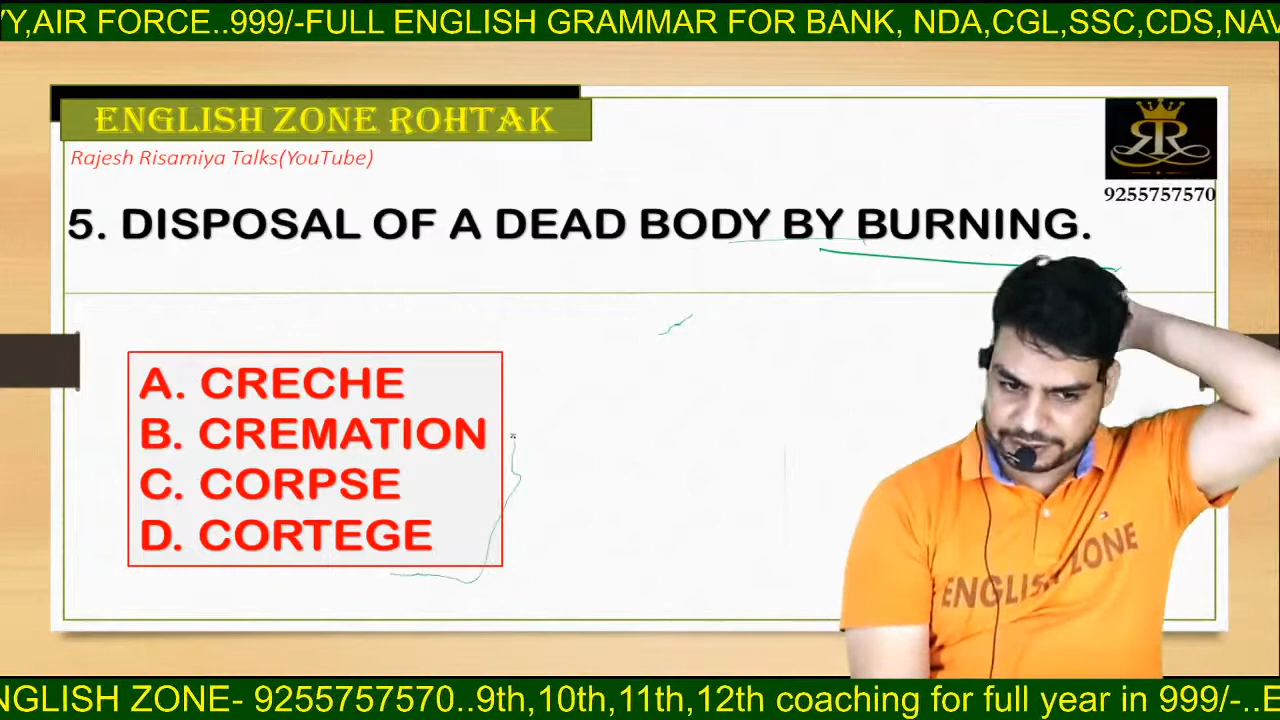 Y,AIR FORCE..999/-FULL ENGLISH GRAMMAR FOR BANK, NDA,CGL,SSC,CDS,NAV
ENGLISH ZONE ROHTAK
Rajesh Risamiya Talks(YouTube)
9255757570
5. DISPOSAL OF A DEAD BODY BY BURNING.
A. CRECHE
B. CREMATION
C. CORPSE
D. CORTEGE
ENGLISH ZONE
NGLISH ZONE- 9255757570..9th,10th,11th,12th coaching for full year in 999/-..E